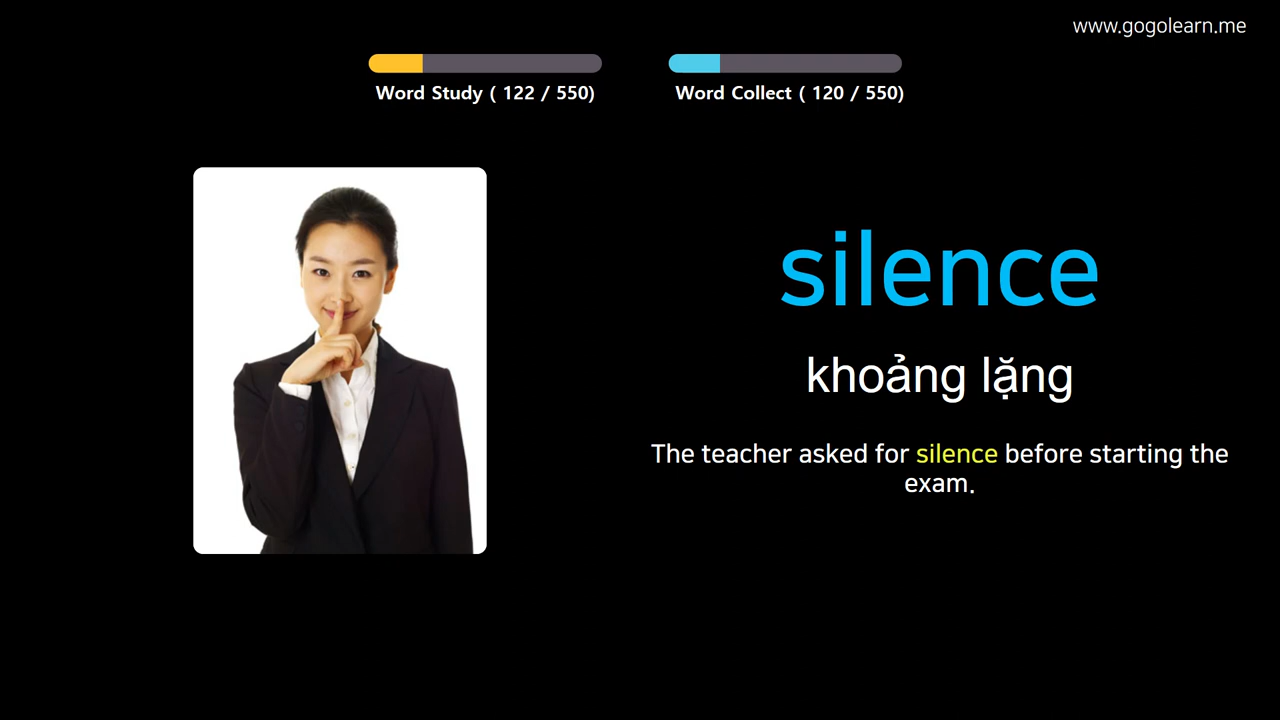 www.gogolearn.me
Word Study ( 122 / 550)
Word Collect ( 120 / 550)
silence
khoảng lặng
The teacher asked for silence before starting the
exam.